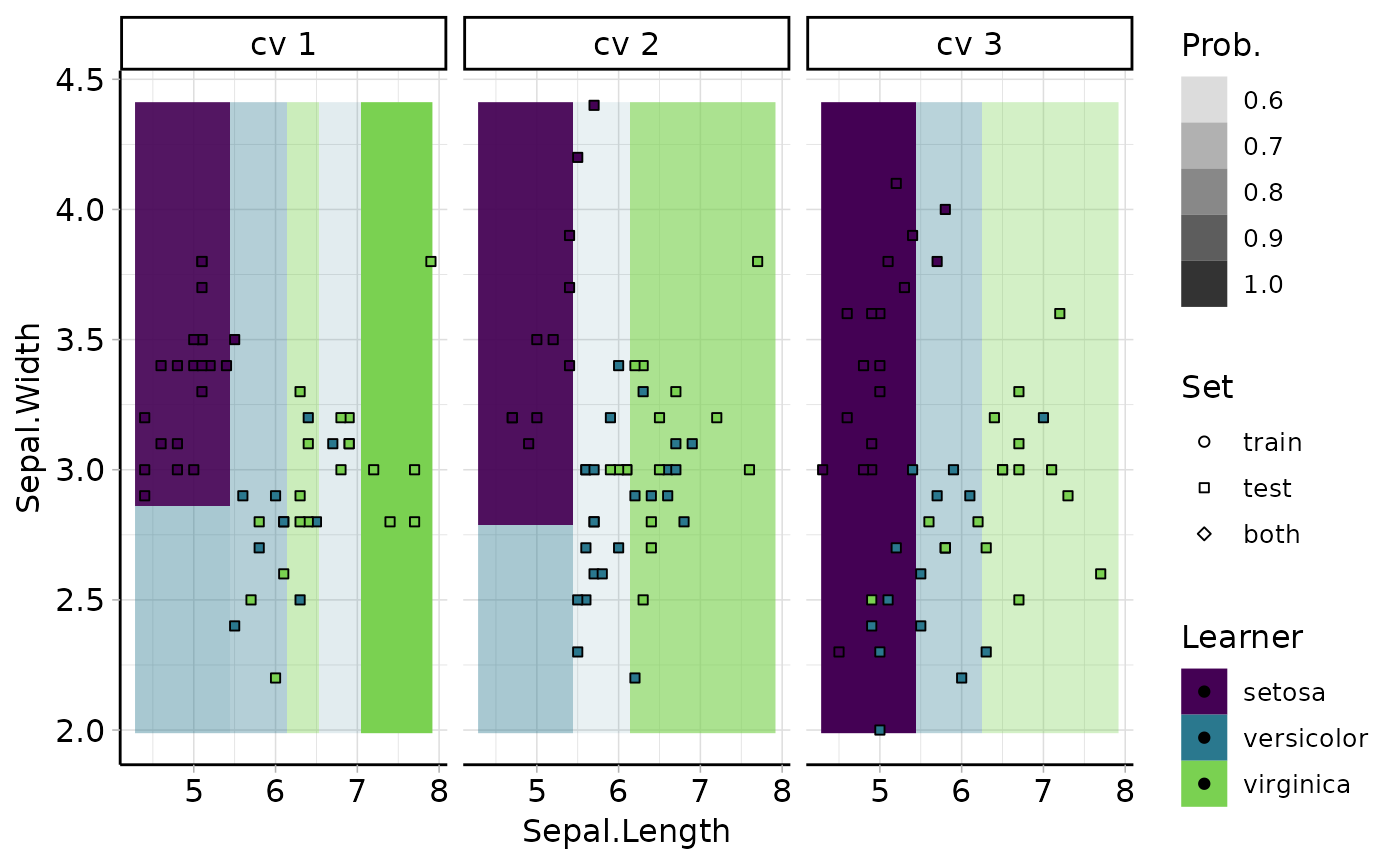 cv 1
cv 2
cv 3
4.5
4.0
3.5
3.0
2.5
2.0
Sepal.Width
5 6 7 8
5 6 7 8
5 6 7 8
Sepal.Length
Prob.
0.6
0.7
0.8
0.9
1.0
Set
train
test
both
Learner
setosa
versicolor
virginica